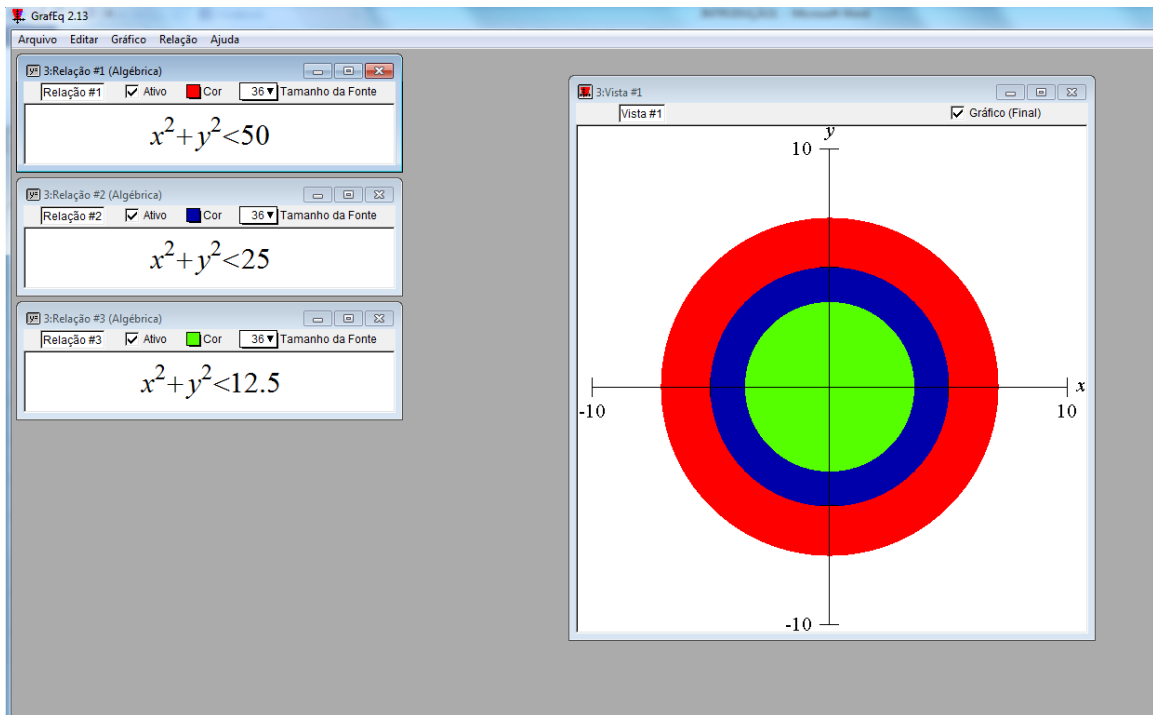 GrafEq 2.13
Arquivo Editar Gráfico Relação Ajuda
3:Relação #1 (Algébrica)
Relação #1 Ativo Cor 36 Tamanho da Fonte
x²+y²<50
3:Relação #2 (Algébrica)
Relação #2 Ativo Cor 36 Tamanho da Fonte
x²+y²<25
3:Relação #3 (Algébrica)
Relação #3 Ativo Cor 36 Tamanho da Fonte
x²+y²<12.5
3:Vista #1
Vista #1 Gráfico (Final)
y
10
x
-10 10
-10